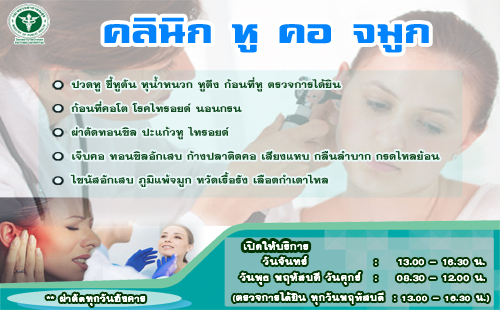 คลินิก หู คอ จมูก
ปวดหู ขี้หูตัน หูน้ำหนวก หูตึง ก้อนที่หู ตรวจการได้ยิน
ก้อนที่คอโต โรคไทรอยด์ นอนกรน
ผ่าตัดทอนซิล ปะแก้วหู ไทรอยด์
เจ็บคอ ทอนซิลอักเสบ ก้างปลาติดคอ เสียงแหบ กลืนลำบาก กรดไหลย้อน
ไซนัสอักเสบ ภูมิแพ้จมูก หวัดเรื้อรัง เลือดกำเดาไหล
เปิดให้บริการ
วันจันทร์ : 13.00 - 16.30 น.
วันพุธ พฤหัสบดี วันศุกร์ : 08.30 - 12.00 น.
(ตรวจการได้ยิน ทุกวันพฤหัสบดี : 13.00 - 16.30 น.)
** ผ่าตัดทุกวันอังคาร